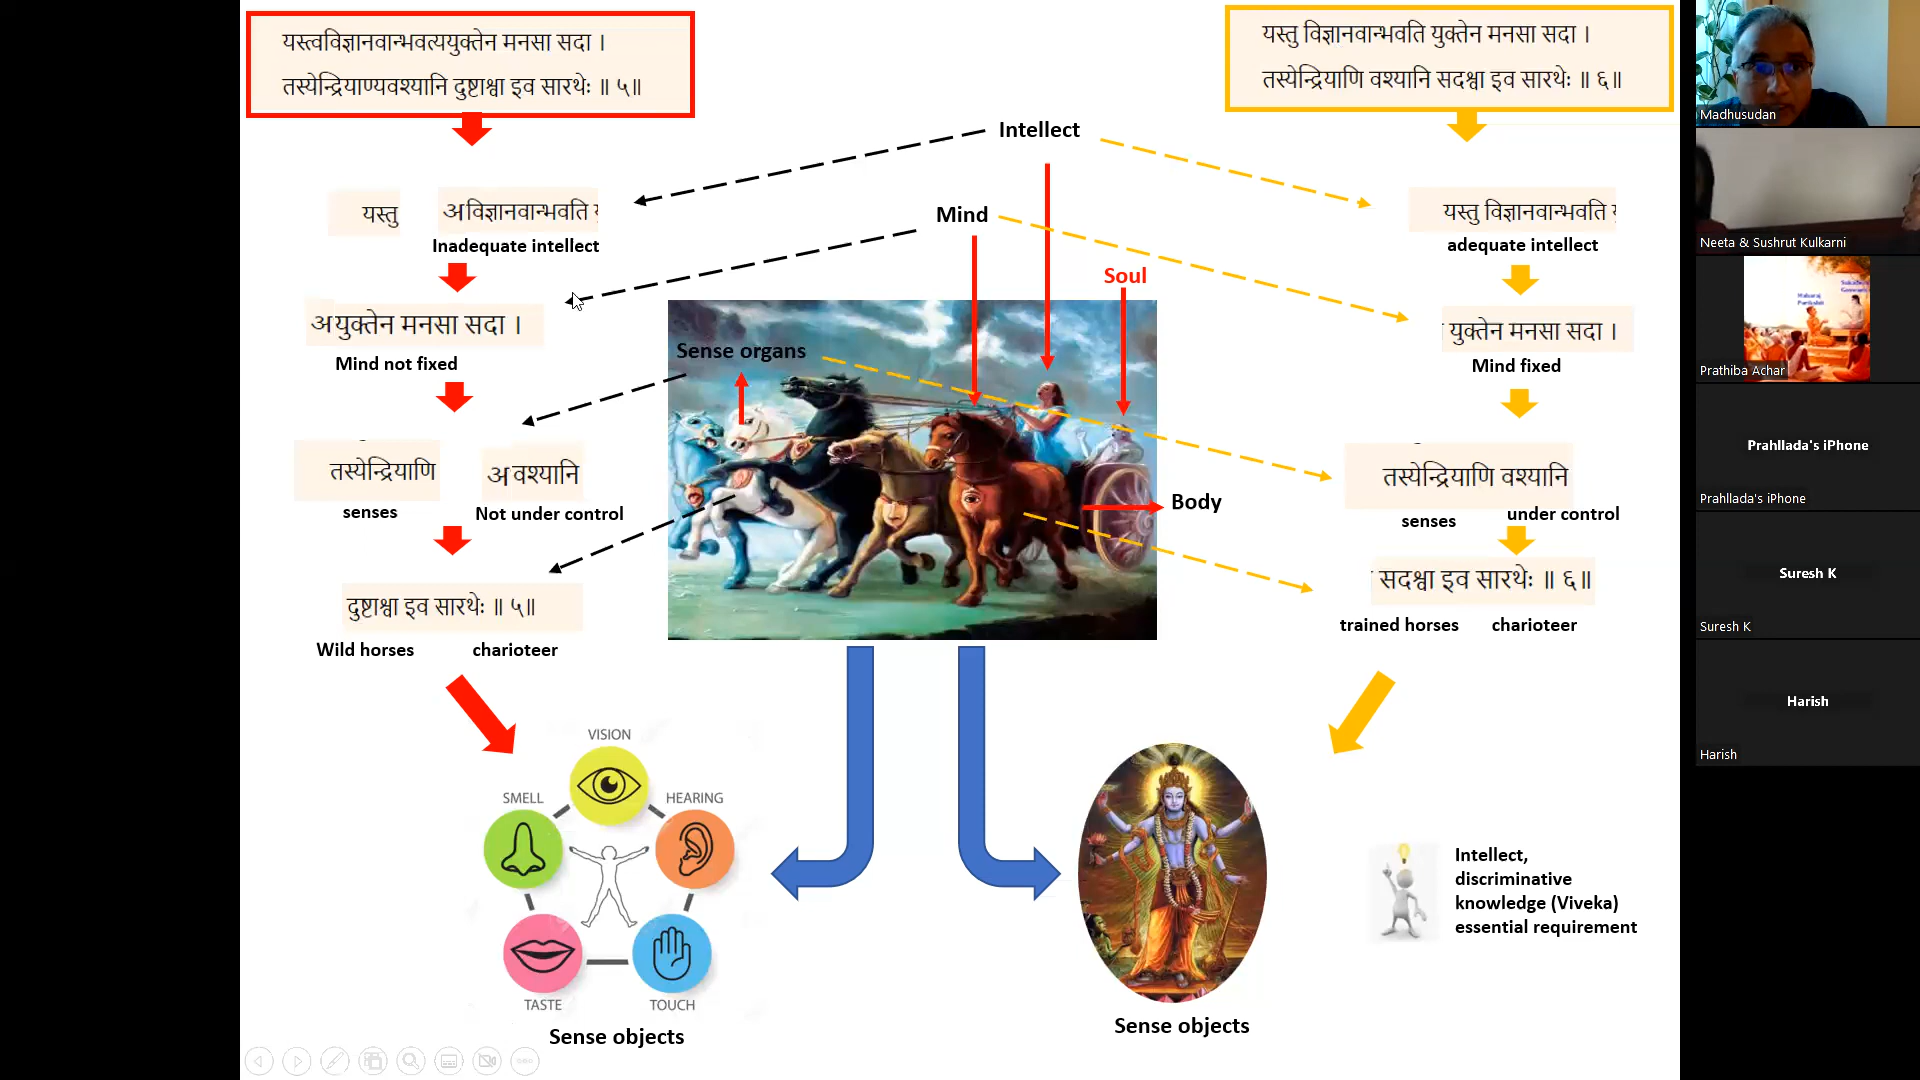 यस्त्वविज्ञानवान्भवत्ययुक्तेन मनसा सदा ।
तस्येन्द्रियाण्यवश्यानि दुष्टाश्वा इव सारथेः ॥ ५॥
यस्तु विज्ञानवान्भवति युक्तेन मनसा सदा ।
तस्येन्द्रियाणि वश्यानि सदश्वा इव सारथेः ॥ ६॥
Intellect
Mind
Soul
Sense organs
Body
यस्तु अविज्ञानवान्भवति
Inadequate intellect
अयुक्तेन मनसा सदा ।
Mind not fixed
तस्येन्द्रियाणि अवश्यानि
senses Not under control
दुष्टाश्वा इव सारथेः ॥ ५॥
Wild horses charioteer
यस्तु विज्ञानवान्भवति
adequate intellect
युक्तेन मनसा सदा ।
Mind fixed
तस्येन्द्रियाणि वश्यानि
senses under control
सदश्वा इव सारथेः ॥ ६॥
trained horses charioteer
VISION
SMELL
HEARING
TASTE
TOUCH
Sense objects
Sense objects
Intellect,
discriminative
knowledge (Viveka)
essential requirement
Madhusudan
Neeta & Sushrut Kulkarni
Prathiba Achar
Prahllada's iPhone
Prahllada's iPhone
Suresh K
Suresh K
Harish
Harish